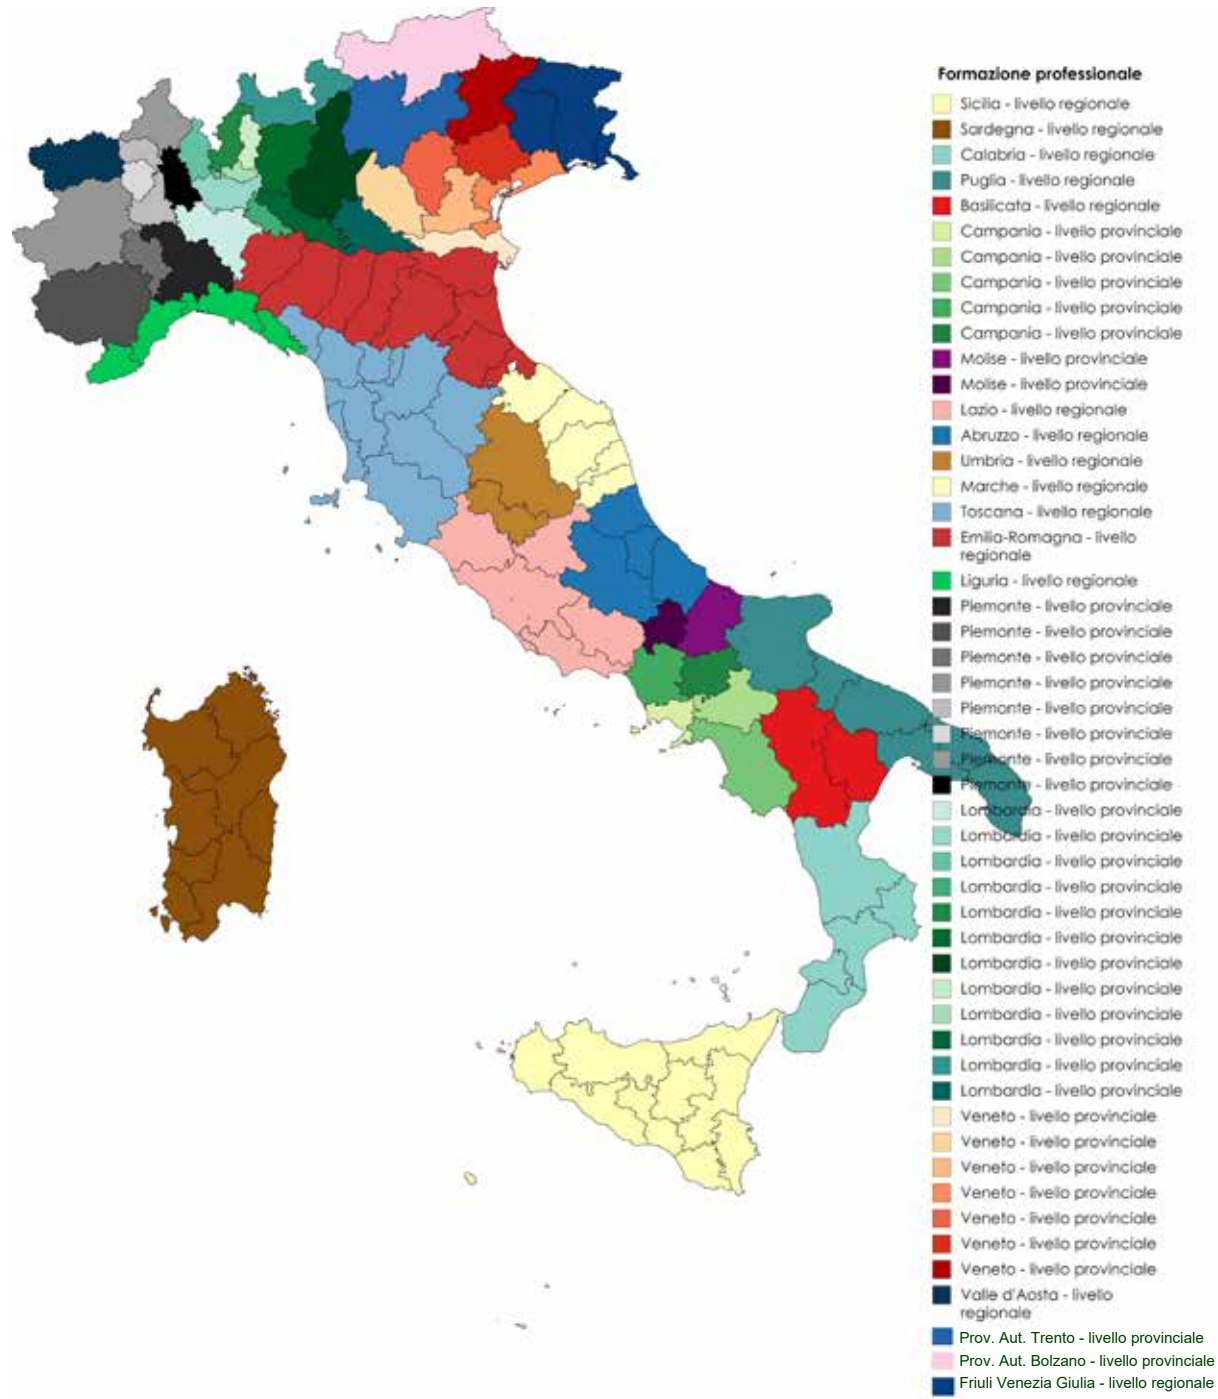 Formazione professionale
Sicilia - livello regionale
Sardegna - livello regionale
Calabria - livello regionale
Puglia - livello regionale
Basilicata - livello regionale
Campania - livello provinciale
Campania - livello provinciale
Campania - livello provinciale
Campania - livello provinciale
Campania - livello provinciale
Molise - livello provinciale
Molise - livello provinciale
Lazio - livello regionale
Abruzzo - livello regionale
Umbria - livello regionale
Marche - livello regionale
Toscana - livello regionale
Emilia-Romagna - livello
regionale
Liguria - livello regionale
Piemonte - livello provinciale
Piemonte - livello provinciale
Piemonte - livello provinciale
Piemonte - livello provinciale
Piemonte - livello provinciale
Piemonte - livello provinciale
Piemonte - livello provinciale
Piemonte - livello provinciale
Lombardia - livello provinciale
Lombardia - livello provinciale
Lombardia - livello provinciale
Lombardia - livello provinciale
Lombardia - livello provinciale
Lombardia - livello provinciale
Lombardia - livello provinciale
Lombardia - livello provinciale
Lombardia - livello provinciale
Lombardia - livello provinciale
Lombardia - livello provinciale
Lombardia - livello provinciale
Veneto - livello provinciale
Veneto - livello provinciale
Veneto - livello provinciale
Veneto - livello provinciale
Veneto - livello provinciale
Veneto - livello provinciale
Veneto - livello provinciale
Valle d'Aosta - livello
regionale
Prov. Aut. Trento - livello provinciale
Prov. Aut. Bolzano - livello provinciale
Friuli Venezia Giulia - livello regionale